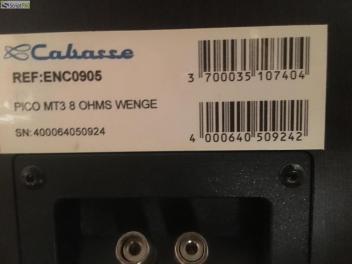 Cabasse
REF:ENC0905
3 700035 107404
PICO MT3 8 OHMS WENGE
SN:400064050924
4 000640 509242